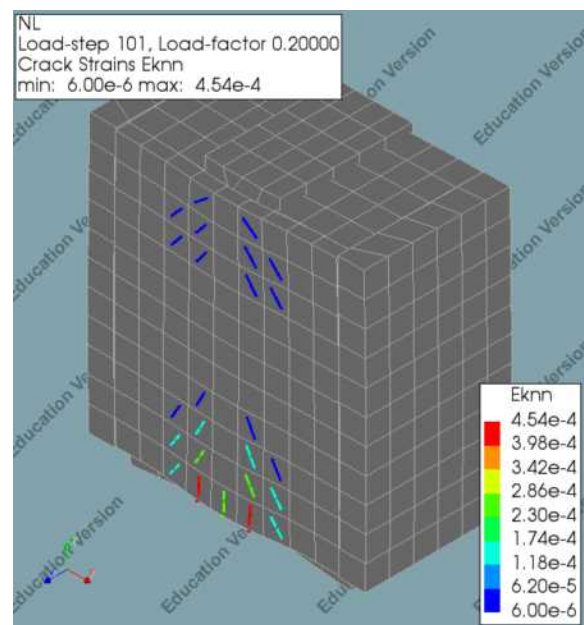 NL
Load-step 101, Load-factor 0.20000
Crack Strains Eknn
min: 6.00e-6 max: 4.54e-4
Education Version
Education Version
Education Version
Education Version
Education Version
Education Version
Education Version
Eknn
4.54e-4
3.98e-4
3.42e-4
2.86e-4
2.30e-4
1.74e-4
1.18e-4
6.20e-5
6.00e-6
Education Version
Education Version